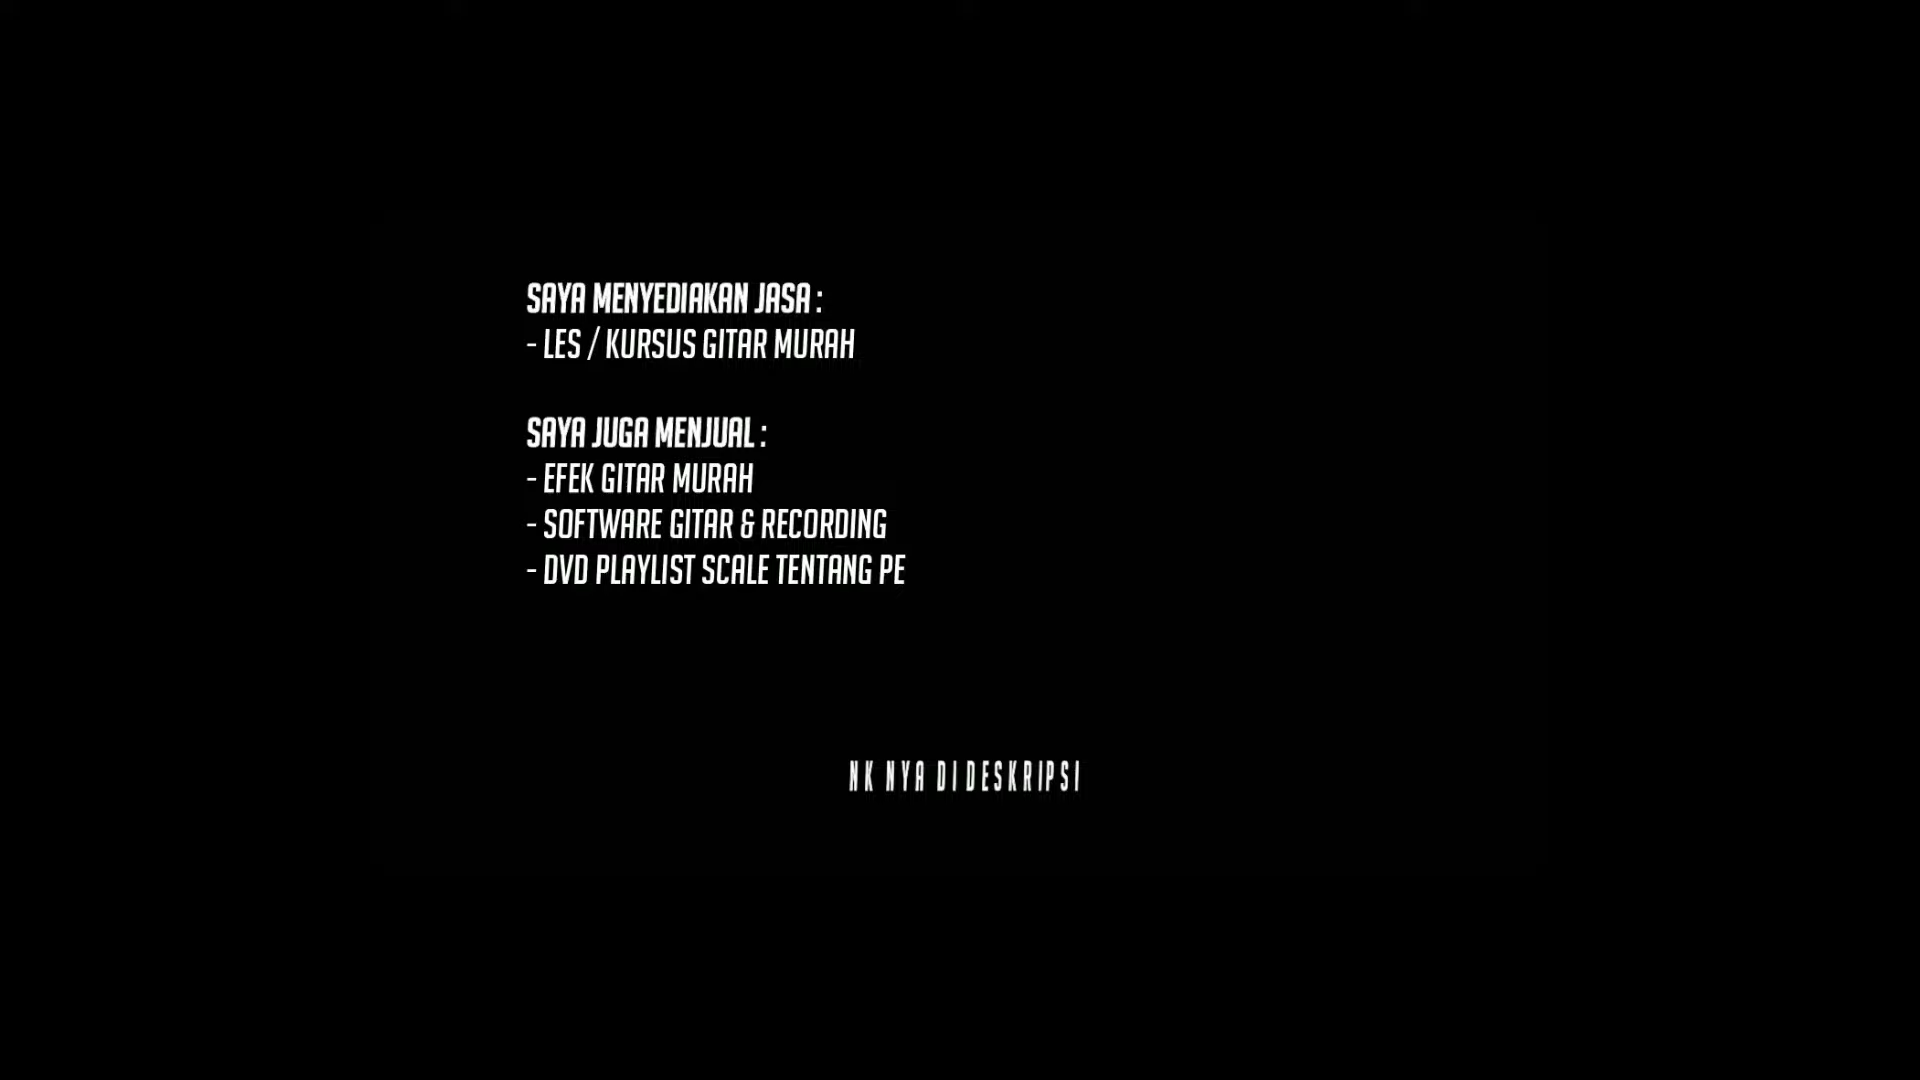 SAYA MENYEDIAKAN JASA :
- LES / KURSUS GITAR MURAH
SAYA JUGA MENJUAL :
- EFEK GITAR MURAH
- SOFTWARE GITAR & RECORDING
- DVD PLAYLIST SCALE TENTANG PE
NK NYA DI DESKRIPSI